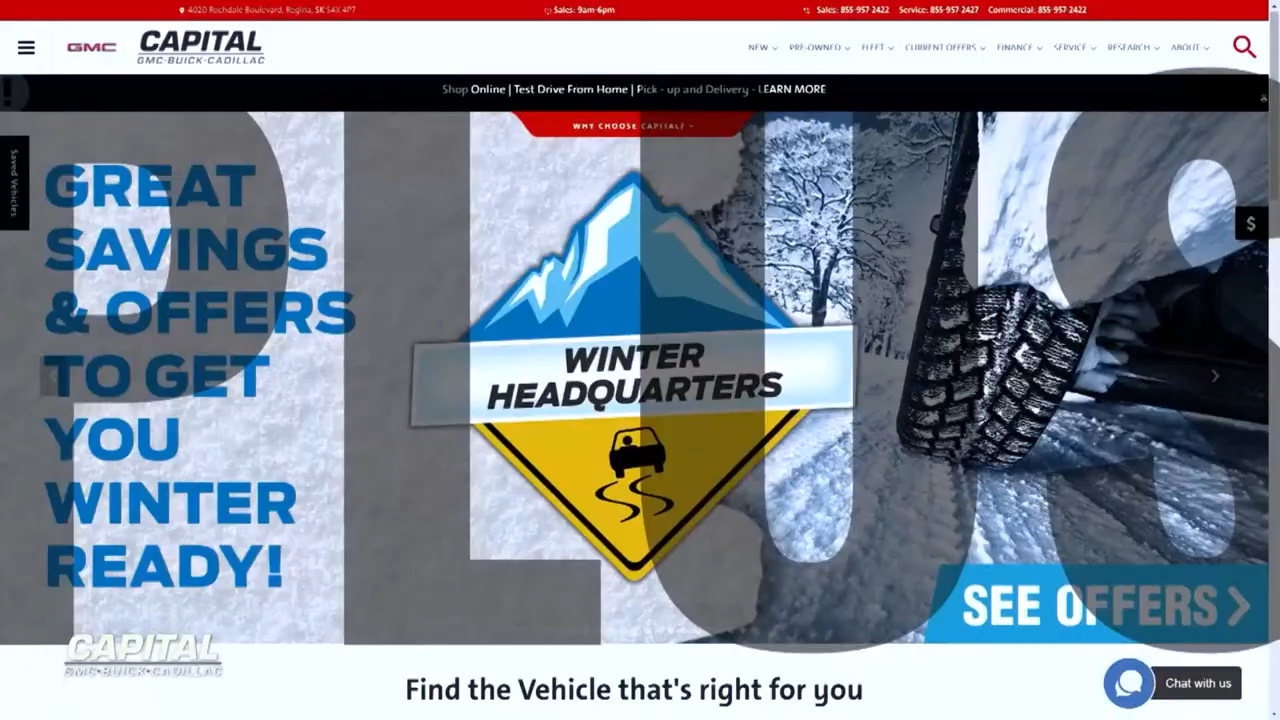 4020 Rochdale Boulevard, Regina, SK S4X 4P7
Sales: 9am-6pm
Sales: 855-957-2422 Service: 855-957-2427 Commercial: 855-957-2422
GMC
CAPITAL
GMC•BUICK•CADILLAC
NEW PRE-OWNED FLEET CURRENT OFFERS FINANCE SERVICE RESEARCH ABOUT
Shop Online | Test Drive From Home | Pick - up and Delivery - LEARN MORE
WHY CHOOSE CAPITAL?
Saved Vehicles
PLUS
GREAT
SAVINGS
& OFFERS
TO GET
YOU
WINTER
READY!
WINTER
HEADQUARTERS
$
SEE OFFERS
CAPITAL
GMC•BUICK•CADILLAC
Find the Vehicle that's right for you
Chat with us